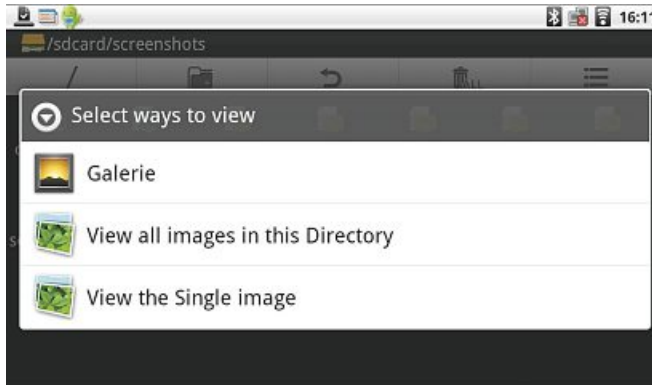 16:11
/sdcard/screenshots
/
Select ways to view
Galerie
View all images in this Directory
View the Single image